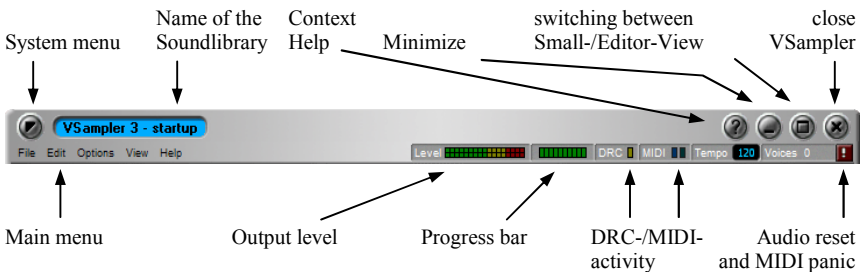 System menu
Name of the
Soundlibrary
Context
Help
Minimize
switching between
Small-/Editor-View
close
VSampler
VSampler 3 - startup
?
File Edit Options View Help
Level DRC MIDI Tempo 120 Voices 0 !
Main menu
Output level
Progress bar
DRC-/MIDI-
activity
Audio reset
and MIDI panic